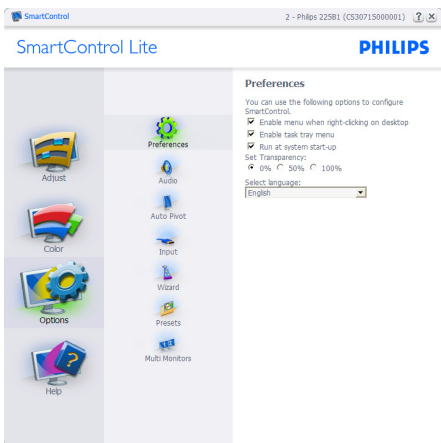 SmartControl
2 - Philips 225B1 (CS30715000001)
SmartControl Lite
PHILIPS
Adjust
Color
Options
Help
Preferences
Audio
Auto Pivot
Input
Wizard
Presets
Multi Monitors
Preferences
You can use the following options to configure
SmartControl.
Enable menu when right-clicking on desktop
Enable task tray menu
Run at system start-up
Set Transparency:
0% 50% 100%
Select language:
English